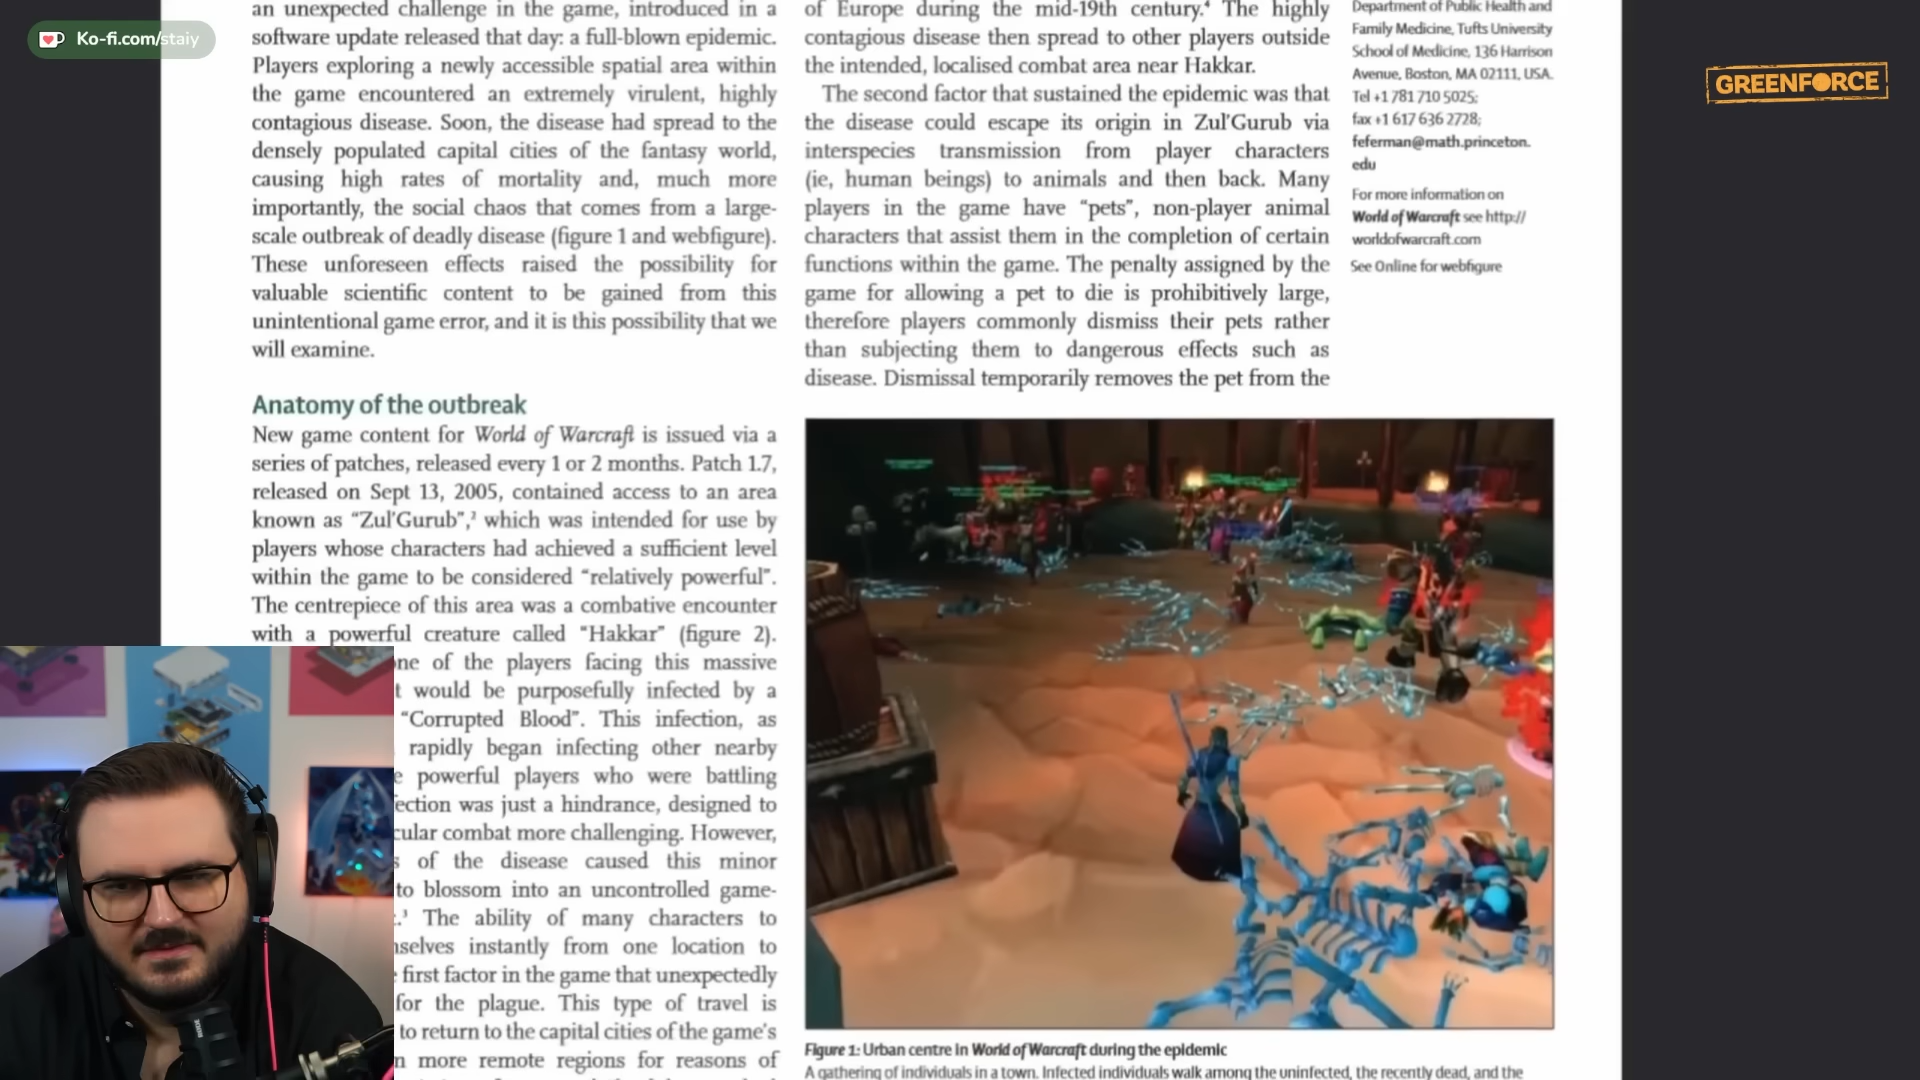 Ko-fi.com/staiy
GREENFORCE
an unexpected challenge in the game, introduced in a
software update released that day: a full-blown epidemic.
Players exploring a newly accessible spatial area within
the game encountered an extremely virulent, highly
contagious disease. Soon, the disease had spread to the
densely populated capital cities of the fantasy world,
causing high rates of mortality and, much more
importantly, the social chaos that comes from a large-
scale outbreak of deadly disease (figure 1 and webfigure).
These unforeseen effects raised the possibility for
valuable scientific content to be gained from this
unintentional game error, and it is this possibility that we
will examine.
Anatomy of the outbreak
New game content for World of Warcraft is issued via a
series of patches, released every 1 or 2 months. Patch 1.7,
released on Sept 13, 2005, contained access to an area
known as “Zul’Gurub”,² which was intended for use by
players whose characters had achieved a sufficient level
within the game to be considered “relatively powerful”.
The centrepiece of this area was a combative encounter
with a powerful creature called “Hakkar” (figure 2).
ne of the players facing this massive
t would be purposefully infected by a
“Corrupted Blood”. This infection, as
rapidly began infecting other nearby
e powerful players who were battling
ection was just a hindrance, designed to
cular combat more challenging. However,
s of the disease caused this minor
to blossom into an uncontrolled game-
.³ The ability of many characters to
selves instantly from one location to
first factor in the game that unexpectedly
for the plague. This type of travel is
to return to the capital cities of the game’s
n more remote regions for reasons of
of Europe during the mid-19th century.⁴ The highly
contagious disease then spread to other players outside
the intended, localised combat area near Hakkar.
The second factor that sustained the epidemic was that
the disease could escape its origin in Zul’Gurub via
interspecies transmission from player characters
(ie, human beings) to animals and then back. Many
players in the game have “pets”, non-player animal
characters that assist them in the completion of certain
functions within the game. The penalty assigned by the
game for allowing a pet to die is prohibitively large,
therefore players commonly dismiss their pets rather
than subjecting them to dangerous effects such as
disease. Dismissal temporarily removes the pet from the
Figure 1: Urban centre in World of Warcraft during the epidemic
A gathering of individuals in a town. Infected individuals walk among the uninfected, the recently dead, and the
Department of Public Health and
Family Medicine, Tufts University
School of Medicine, 136 Harrison
Avenue, Boston, MA 02111, USA.
Tel +1 781 710 5025;
fax +1 617 636 2728;
feferman@math.princeton.
edu
For more information on
World of Warcraft see http://
worldofwarcraft.com
See Online for webfigure